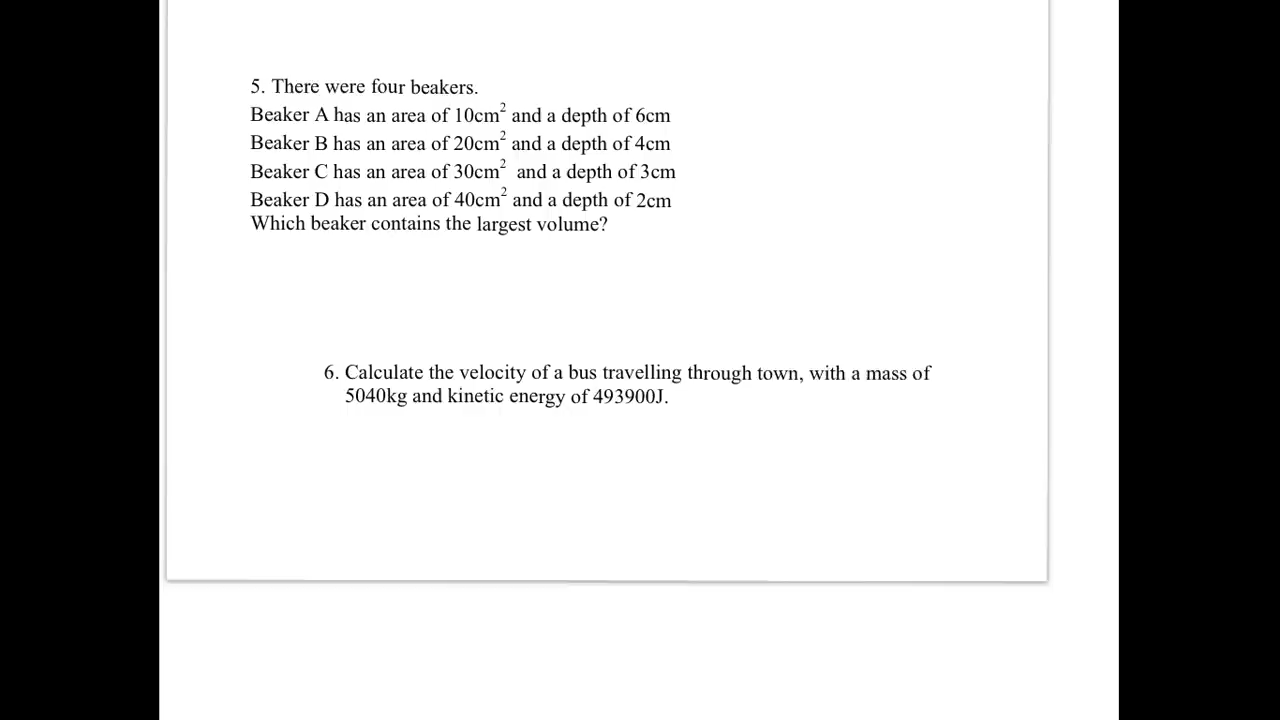 5. There were four beakers.
Beaker A has an area of 10cm² and a depth of 6cm
Beaker B has an area of 20cm² and a depth of 4cm
Beaker C has an area of 30cm² and a depth of 3cm
Beaker D has an area of 40cm² and a depth of 2cm
Which beaker contains the largest volume?
6. Calculate the velocity of a bus travelling through town, with a mass of
5040kg and kinetic energy of 493900J.